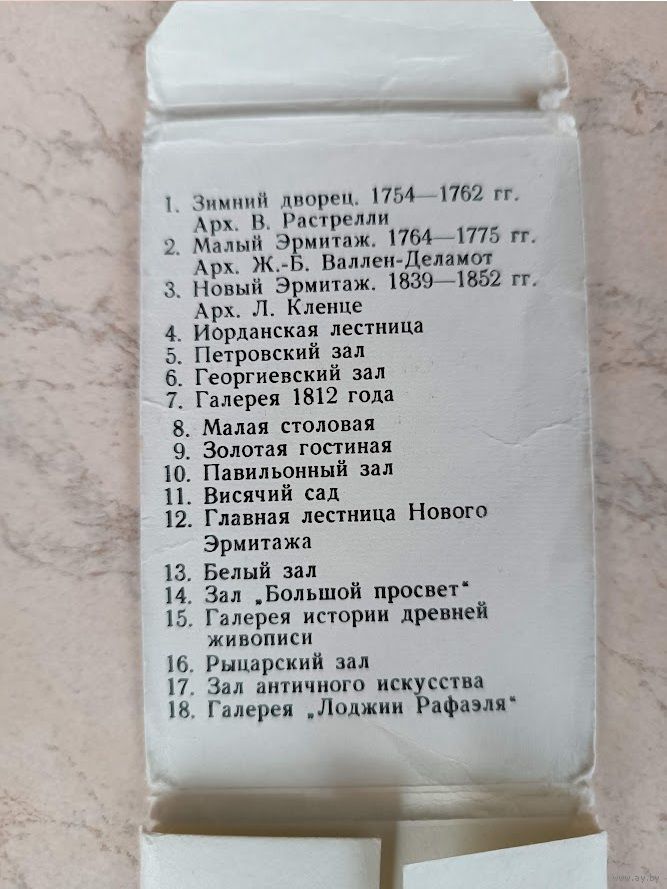 1. Зимний дворец. 1754—1762 гг.
Арх. В. Растрелли
2. Малый Эрмитаж. 1764—1775 гг.
Арх. Ж.-Б. Валлен-Деламот
3. Новый Эрмитаж. 1839—1852 гг.
Арх. Л. Кленце
4. Иорданская лестница
5. Петровский зал
6. Георгиевский зал
7. Галерея 1812 года
8. Малая столовая
9. Золотая гостиная
10. Павильонный зал
11. Висячий сад
12. Главная лестница Нового
Эрмитажа
13. Белый зал
14. Зал „Большой просвет“
15. Галерея истории древней
живописи
16. Рыцарский зал
17. Зал античного искусства
18. Галерея „Лоджии Рафаэля“
www.ay.by